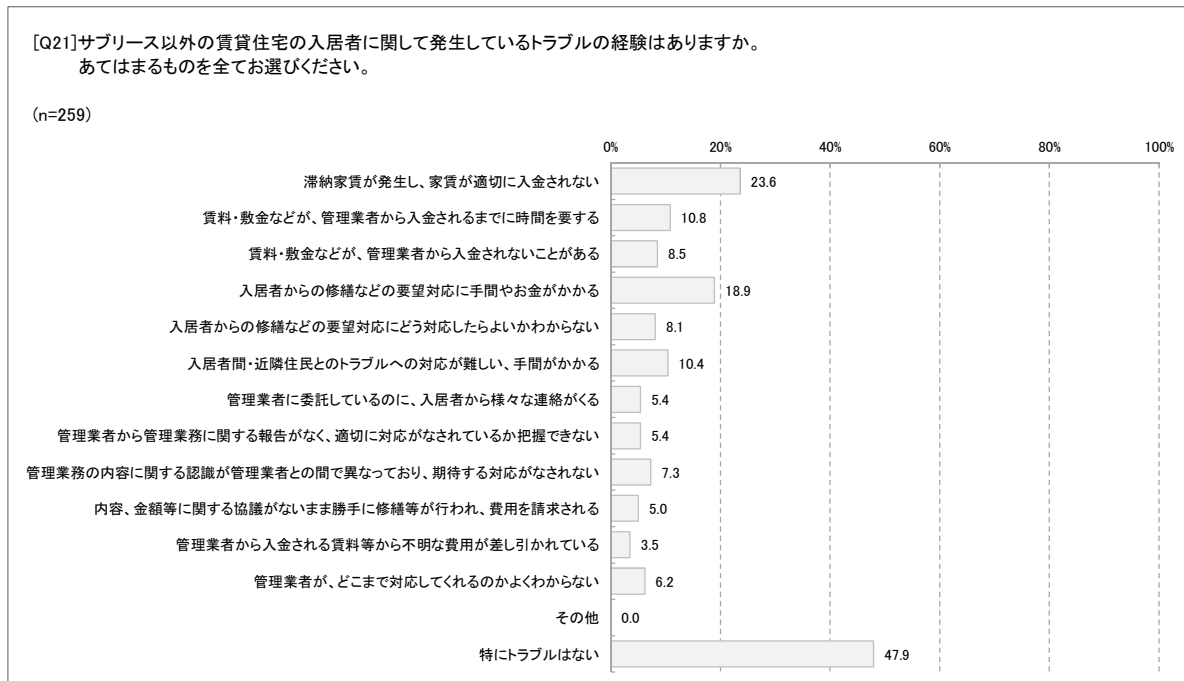 [Q21]サブリース以外の賃貸住宅の入居者に関して発生しているトラブルの経験はありますか。
あてはまるものを全てお選びください。
(n=259)
0% 20% 40% 60% 80% 100%
滞納家賃が発生し、家賃が適切に入金されない 23.6
賃料・敷金などが、管理業者から入金されるまでに時間を要する 10.8
賃料・敷金などが、管理業者から入金されないことがある 8.5
入居者からの修繕などの要望対応に手間やお金がかかる 18.9
入居者からの修繕などの要望対応にどう対応したらよいかわからない 8.1
入居者間・近隣住民とのトラブルへの対応が難しい、手間がかかる 10.4
管理業者に委託しているのに、入居者から様々な連絡がくる 5.4
管理業者から管理業務に関する報告がなく、適切に対応がなされているか把握できない 5.4
管理業務の内容に関する認識が管理業者との間で異なっており、期待する対応がなされない 7.3
内容、金額等に関する協議がないまま勝手に修繕等が行われ、費用を請求される 5.0
管理業者から入金される賃料等から不明な費用が差し引かれている 3.5
管理業者が、どこまで対応してくれるのかよくわからない 6.2
その他 0.0
特にトラブルはない 47.9